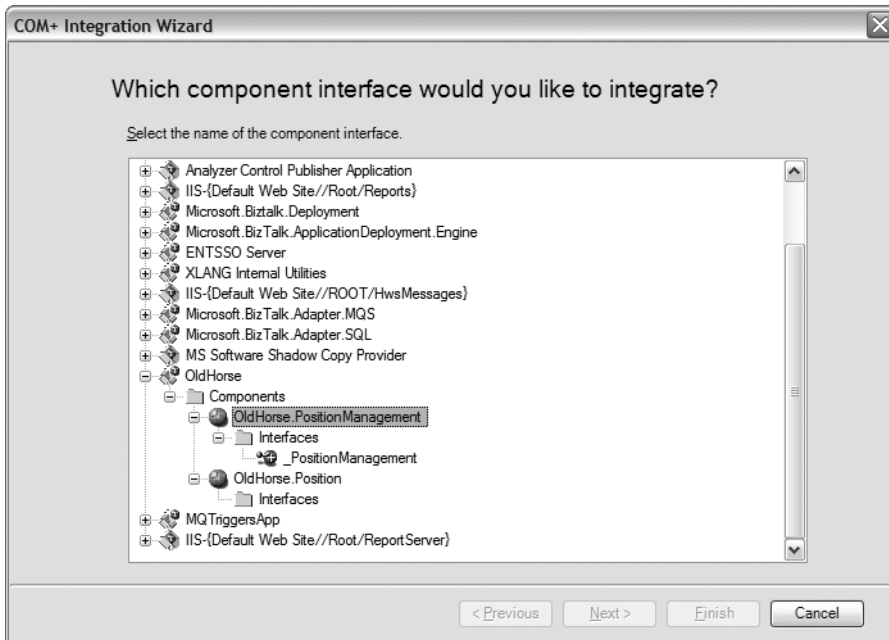 COM+ Integration Wizard
Which component interface would you like to integrate?
Select the name of the component interface.
Analyzer Control Publisher Application
IIS-{Default Web Site//Root/Reports}
Microsoft.Biztalk.Deployment
Microsoft.BizTalk.ApplicationDeployment.Engine
ENTSSO Server
XLANG Internal Utilities
IIS-{Default Web Site//ROOT/HwsMessages}
Microsoft.BizTalk.Adapter.MQS
Microsoft.BizTalk.Adapter.SQL
MS Software Shadow Copy Provider
OldHorse
Components
OldHorse.PositionManagement
Interfaces
_PositionManagement
OldHorse.Position
Interfaces
MQTriggersApp
IIS-{Default Web Site//Root/ReportServer}
< Previous Next > Finish Cancel